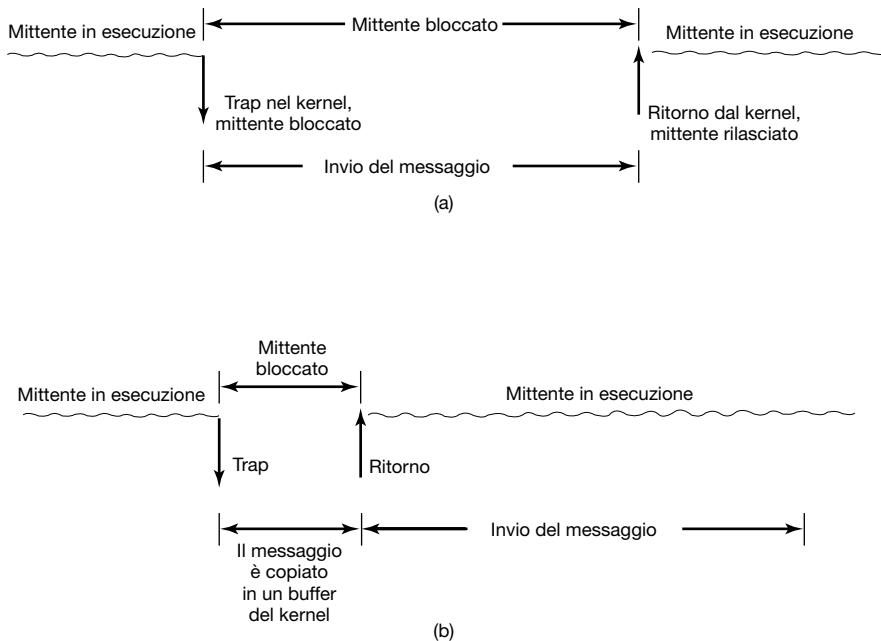 Mittente in esecuzione
Mittente bloccato
Mittente in esecuzione
Trap nel kernel,
mittente bloccato
Ritorno dal kernel,
mittente rilasciato
Invio del messaggio
(a)
Mittente
bloccato
Mittente in esecuzione
Mittente in esecuzione
Trap
Ritorno
Invio del messaggio
Il messaggio
è copiato
in un buffer
del kernel
(b)